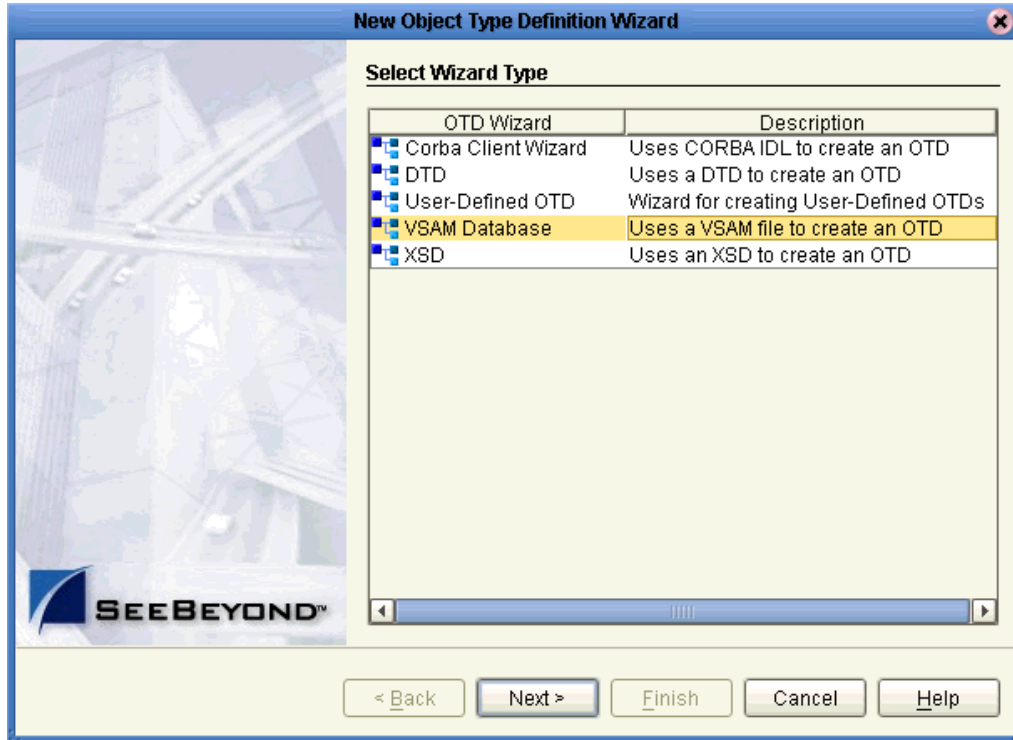 New Object Type Definition Wizard
Select Wizard Type
OTD Wizard Description
Corba Client Wizard Uses CORBA IDL to create an OTD
DTD Uses a DTD to create an OTD
User-Defined OTD Wizard for creating User-Defined OTDs
VSAM Database Uses a VSAM file to create an OTD
XSD Uses an XSD to create an OTD
SEEBEYOND™
< Back Next > Finish Cancel Help